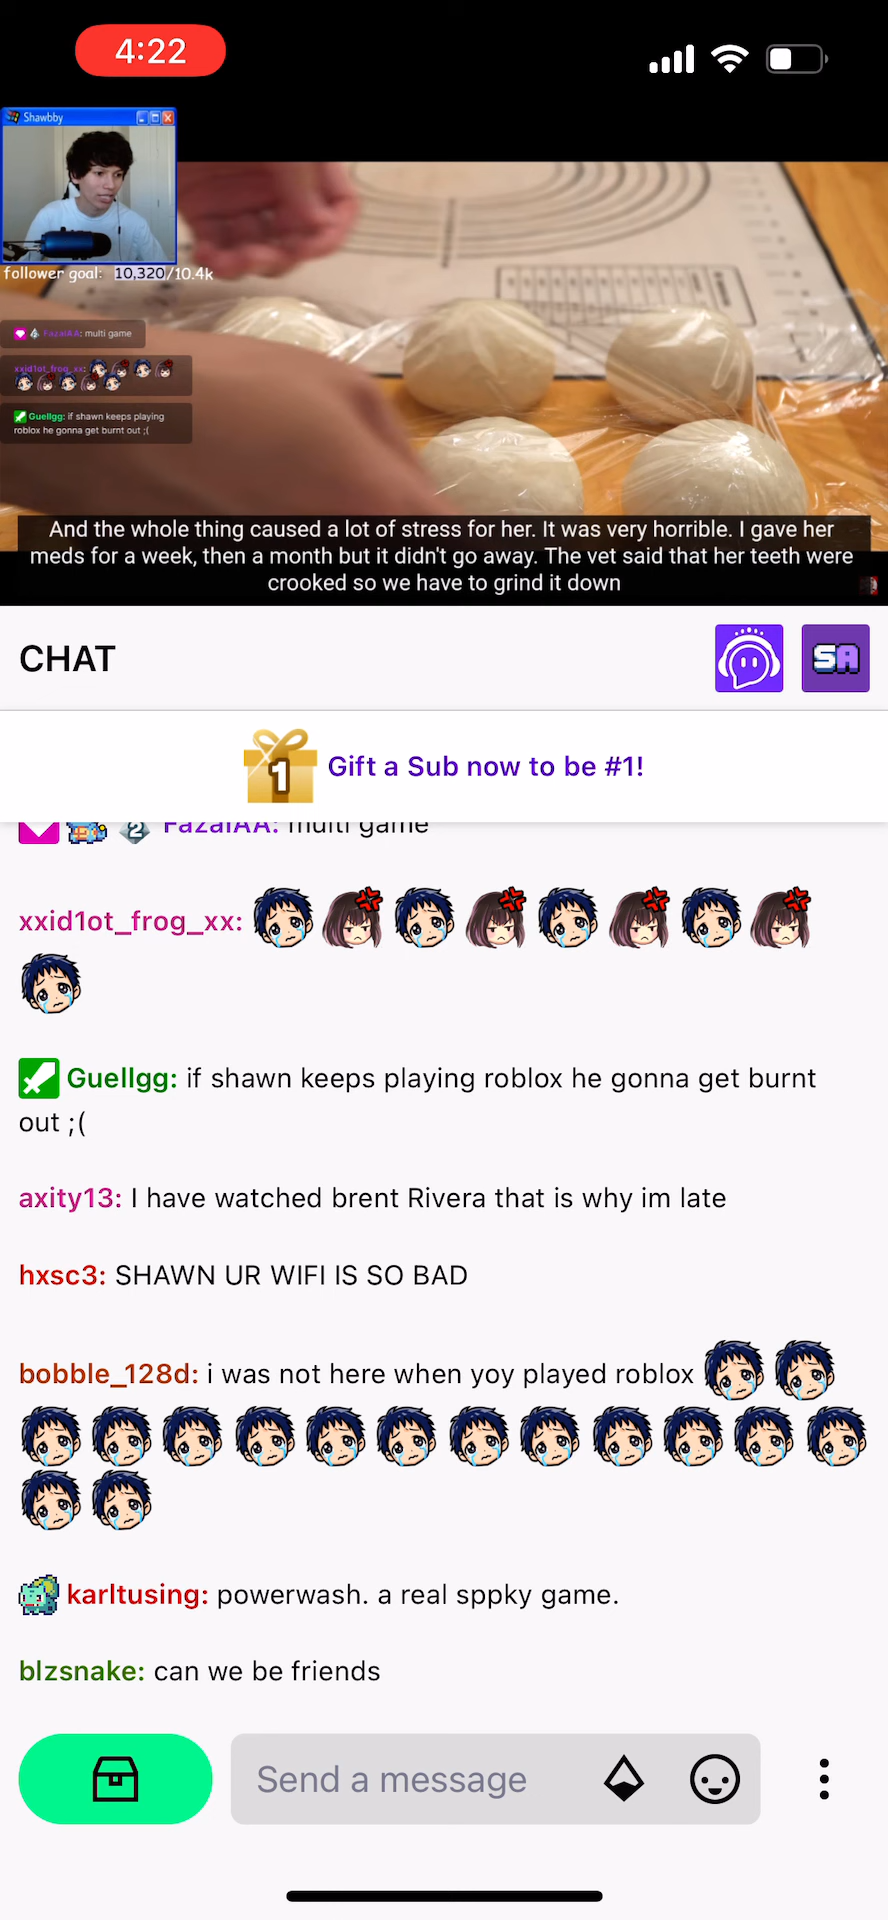 4:22
Shawbby
follower goal: 10,320/10.4k
FazalAA: multi game
xxid1ot_frog_xx:
Guellgg: if shawn keeps playing
roblox he gonna get burnt out ;(
And the whole thing caused a lot of stress for her. It was very horrible. I gave her
meds for a week, then a month but it didn't go away. The vet said that her teeth were
crooked so we have to grind it down
CHAT
SA
1 Gift a Sub now to be #1!
2 FazalAA: multi game
xxid1ot_frog_xx:
Guellgg: if shawn keeps playing roblox he gonna get burnt
out ;(
axity13: I have watched brent Rivera that is why im late
hxsc3: SHAWN UR WIFI IS SO BAD
bobble_128d: i was not here when yoy played roblox
karltusing: powerwash. a real sppky game.
blzsnake: can we be friends
Send a message